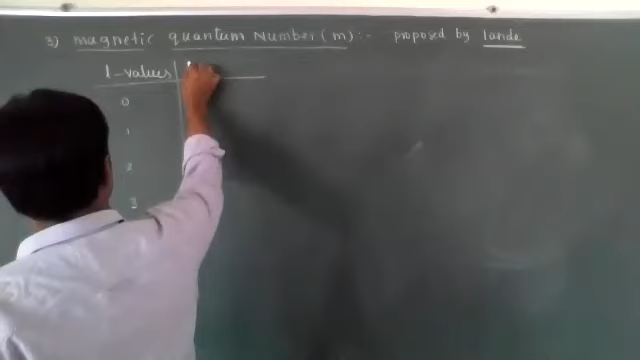 3) magnetic quantum Number (m) :- proposed by lande
l-values
0
1
2
3